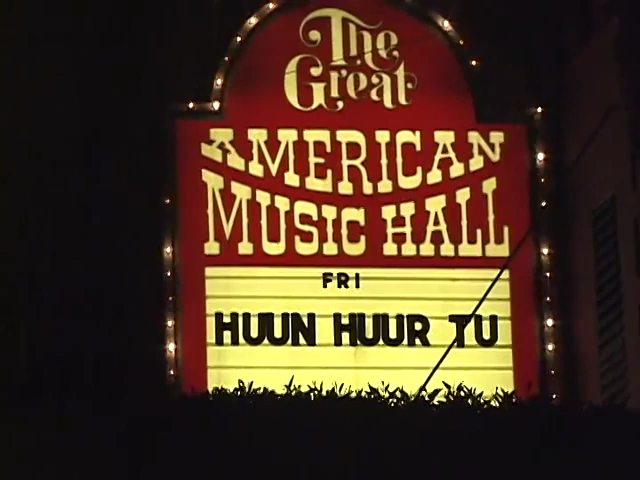 The
Great
AMERICAN
MUSIC HALL
FRI
HUUN HUUR TU